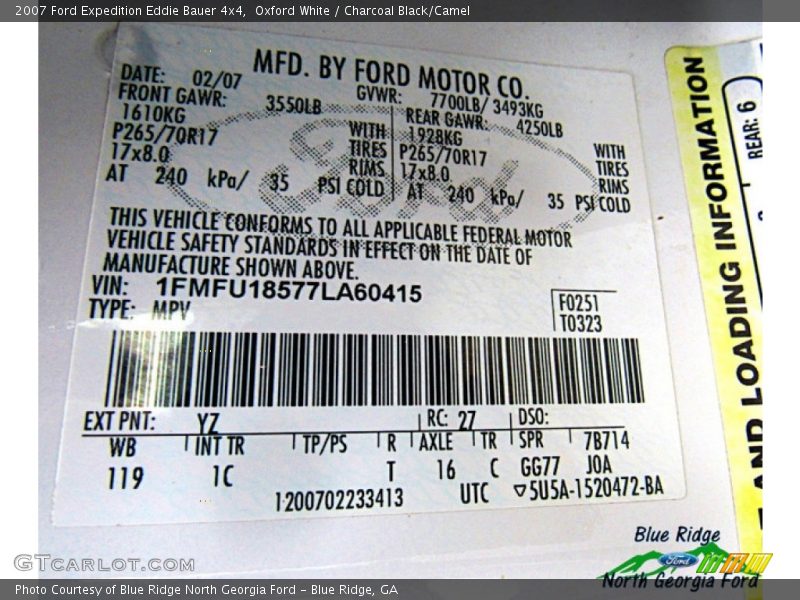 2007 Ford Expedition Eddie Bauer 4x4,  Oxford White / Charcoal Black/Camel
MFD. BY FORD MOTOR CO.
DATE: 02/07 GVWR: 7700LB/ 3493KG
FRONT GAWR: 3550LB REAR GAWR: 4250LB
1610KG WITH 1928KG WITH
P265/70R17 TIRES P265/70R17 TIRES
17x8.0 RIMS 17x8.0 RIMS
AT 240 kPa/ 35 PSI COLD AT 240 kPa/ 35 PSI COLD
Ford
THIS VEHICLE CONFORMS TO ALL APPLICABLE FEDERAL MOTOR
VEHICLE SAFETY STANDARDS IN EFFECT ON THE DATE OF
MANUFACTURE SHOWN ABOVE.
VIN: 1FMFU18577LA60415
TYPE: MPV
F0251
T0323
EXT PNT: YZ RC: 27 DSO:
WB INT TR TP/PS R AXLE TR SPR 7B714
119 1C T 16 C GG77 J0A
1200702233413 UTC 5U5A-1520472-BA
AND LOADING INFORMATION
REAR: 6
Blue Ridge
Ford
North Georgia Ford
GTcarlot.com
Photo Courtesy of Blue Ridge North Georgia Ford - Blue Ridge, GA